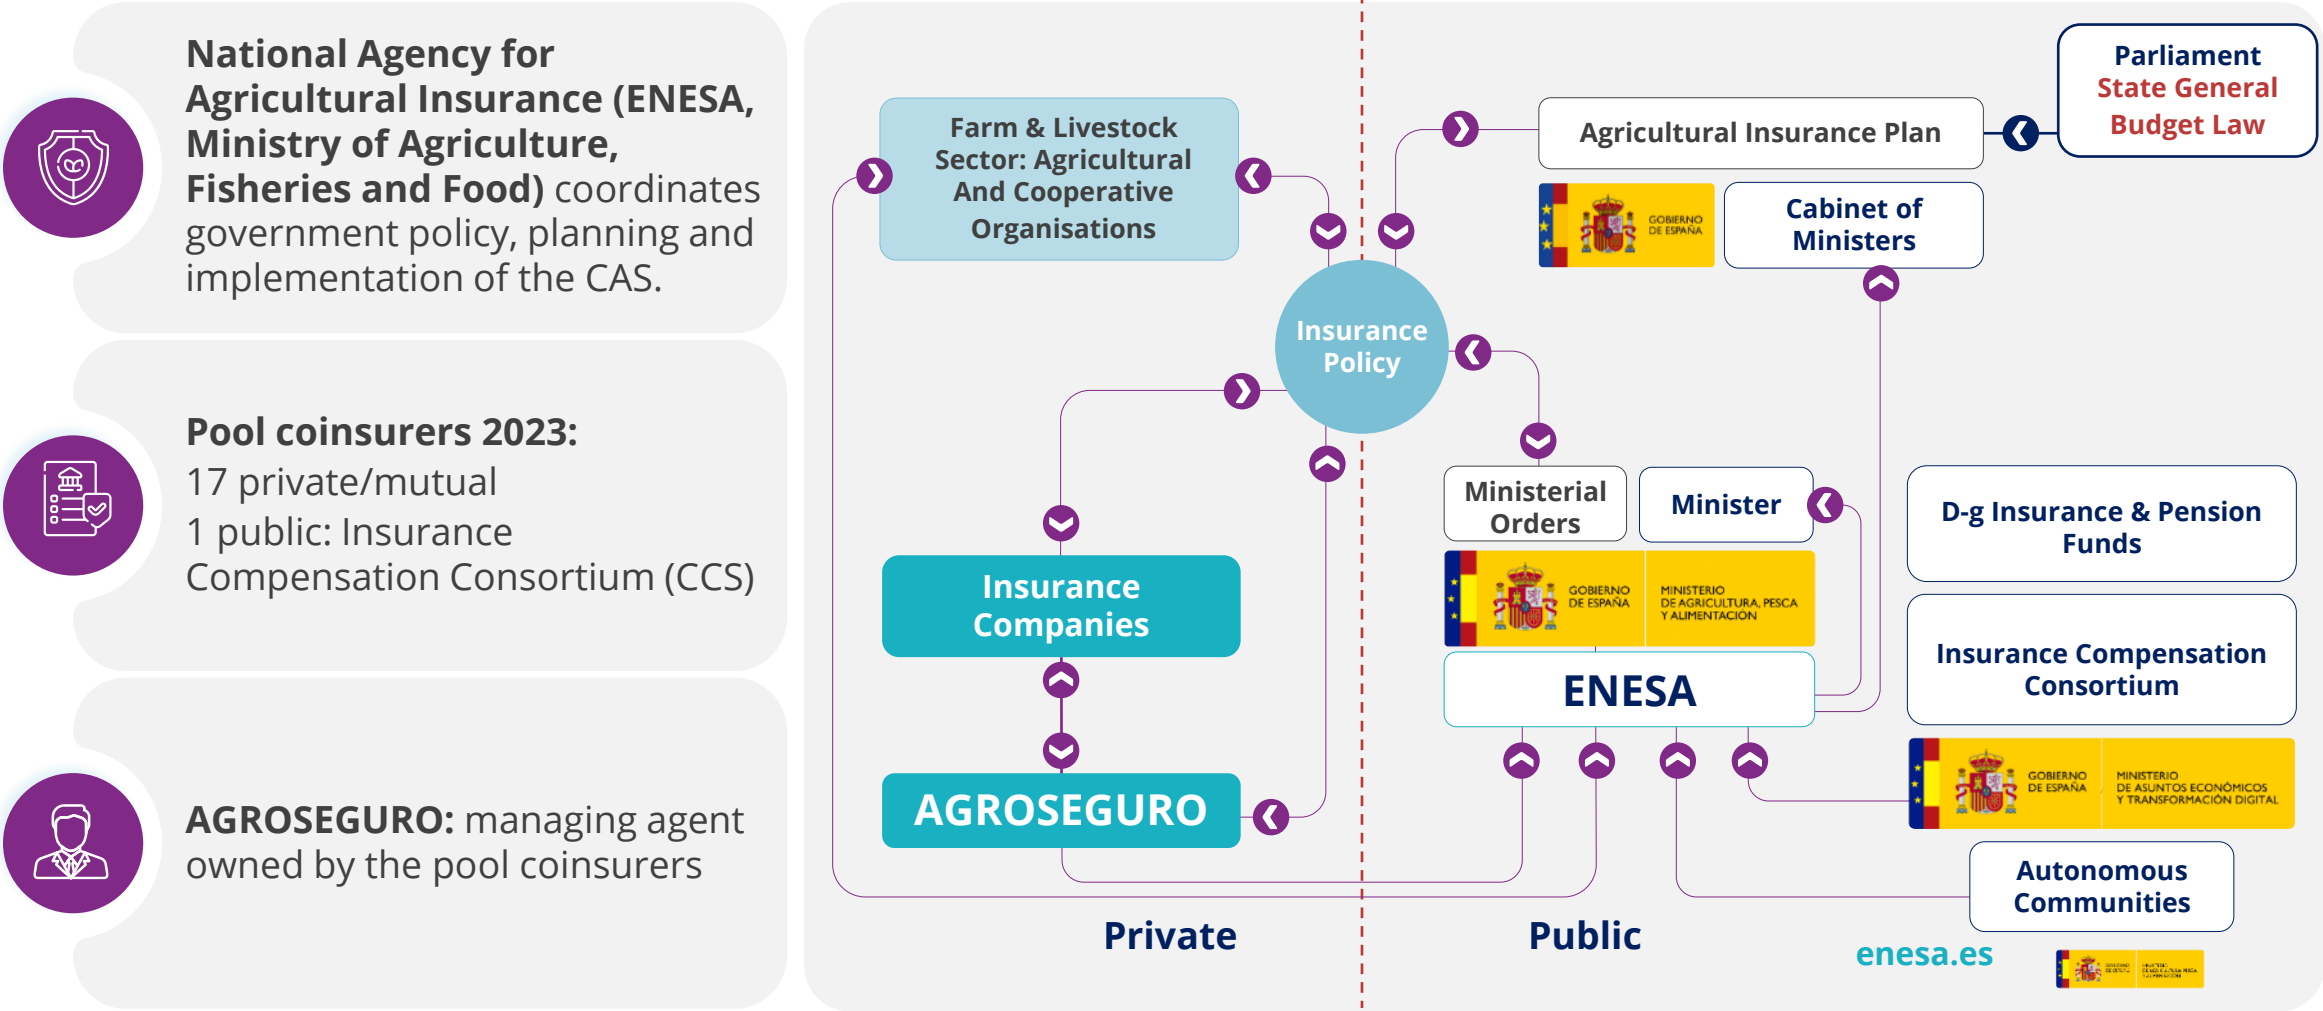 National Agency for
Agricultural Insurance (ENESA,
Ministry of Agriculture,
Fisheries and Food) coordinates
government policy, planning and
implementation of the CAS.
Pool coinsurers 2023:
17 private/mutual
1 public: Insurance
Compensation Consortium (CCS)
AGROSEGURO: managing agent
owned by the pool coinsurers
Farm & Livestock
Sector: Agricultural
And Cooperative
Organisations
Insurance
Policy
Insurance
Companies
AGROSEGURO
Private
Parliament
State General
Budget Law
Agricultural Insurance Plan
GOBIERNO
DE ESPAÑA
Cabinet of
Ministers
Ministerial
Orders
Minister
GOBIERNO
DE ESPAÑA
MINISTERIO
DE AGRICULTURA, PESCA
Y ALIMENTACIÓN
ENESA
D-g Insurance & Pension
Funds
Insurance Compensation
Consortium
GOBIERNO
DE ESPAÑA
MINISTERIO
DE ASUNTOS ECONÓMICOS
Y TRANSFORMACIÓN DIGITAL
Autonomous
Communities
Public
enesa.es